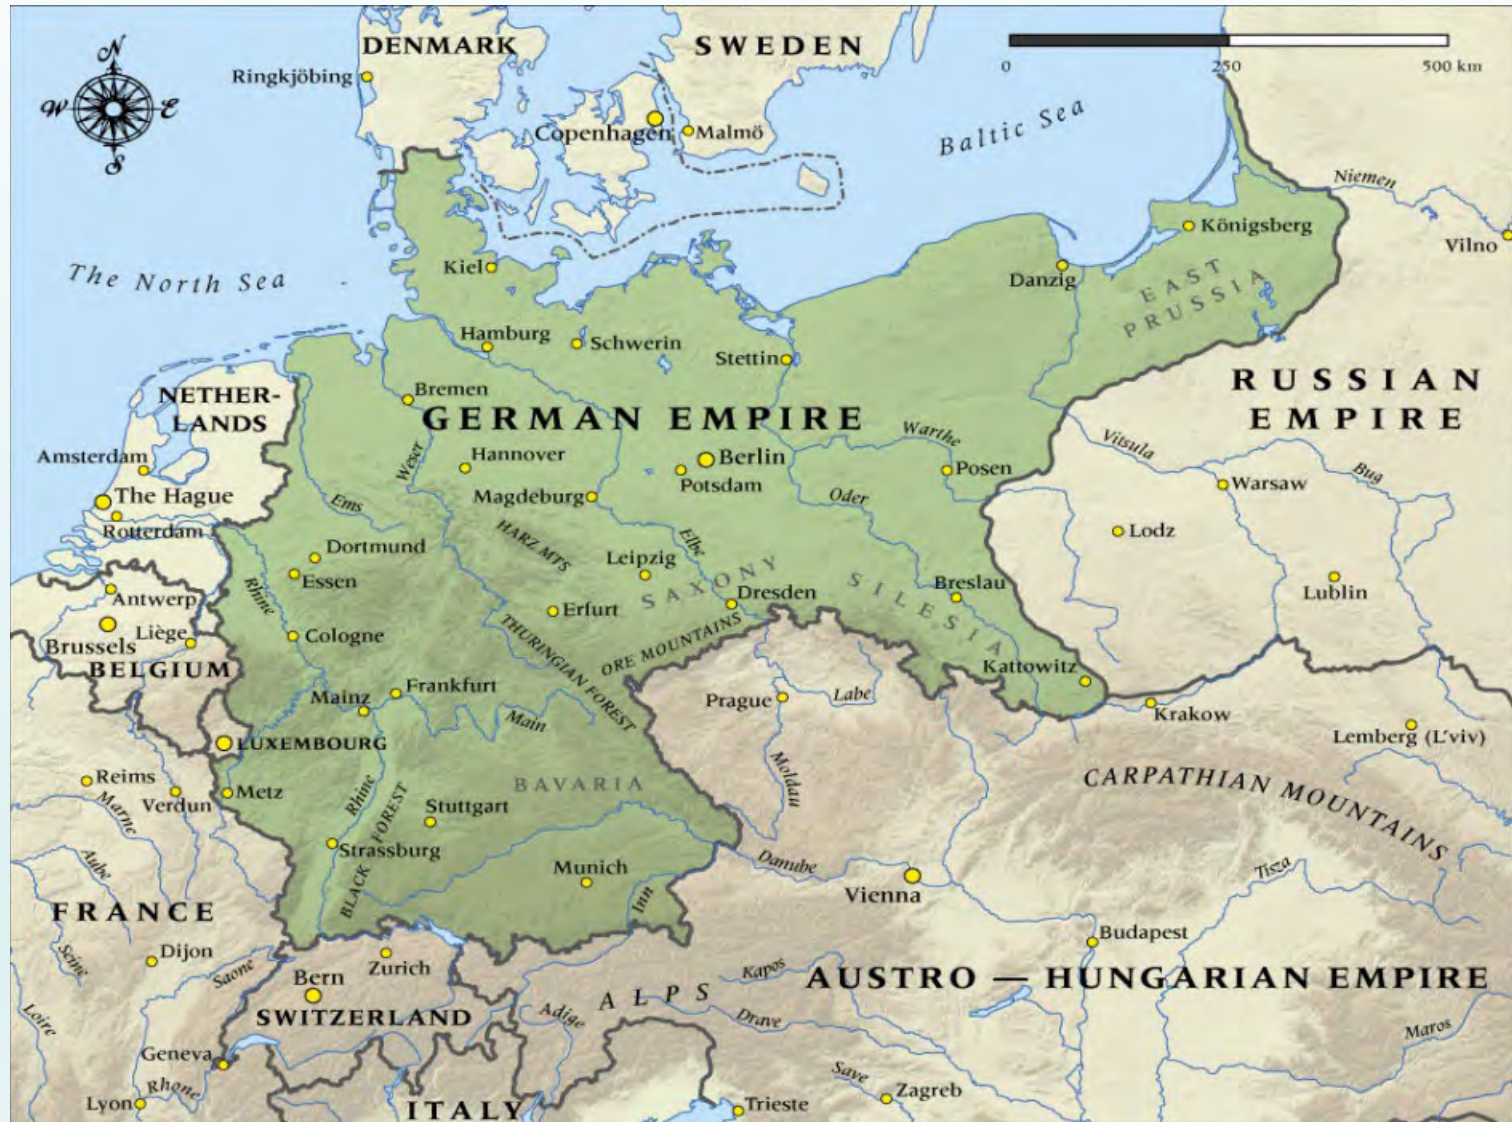 DENMARK
SWEDEN
N
W
E
S
0
250
500 km
Ringkjöbing
Copenhagen
Malmö
Baltic Sea
Niemen
Königsberg
Vilno
The North Sea
Kiel
Danzig
EAST
PRUSSIA
Hamburg
Schwerin
Stettin
RUSSIAN
EMPIRE
NETHER-
LANDS
Bremen
GERMAN EMPIRE
Warthe
Vitsula
Bug
Amsterdam
Weser
Hannover
Berlin
Potsdam
Posen
Warsaw
The Hague
Magdeburg
Oder
Rotterdam
Ems
HARZ MTS
Elbe
Lodz
Dortmund
Essen
Leipzig
SAXONY
SILESIA
Breslau
Lublin
Rhine
Antwerp
Erfurt
Dresden
Brussels
Liège
Cologne
THURINGIAN FOREST
ORE MOUNTAINS
BELGIUM
Kattowitz
Mainz
Frankfurt
Main
Prague
Labe
Krakow
Lemberg (L'viv)
LUXEMBOURG
Reims
Verdun
Metz
Rhine
BAVARIA
Moldau
CARPATHIAN MOUNTAINS
Marne
Stuttgart
BLACK FOREST
Strassburg
Aube
Munich
Danube
Vienna
Tisza
FRANCE
Inn
Budapest
Seine
Dijon
Saone
Zurich
Bern
Kapos
AUSTRO — HUNGARIAN EMPIRE
Loire
SWITZERLAND
ALPS
Adige
Drave
Maros
Geneva
Rhone
Save
Zagreb
Lyon
ITALY
Trieste